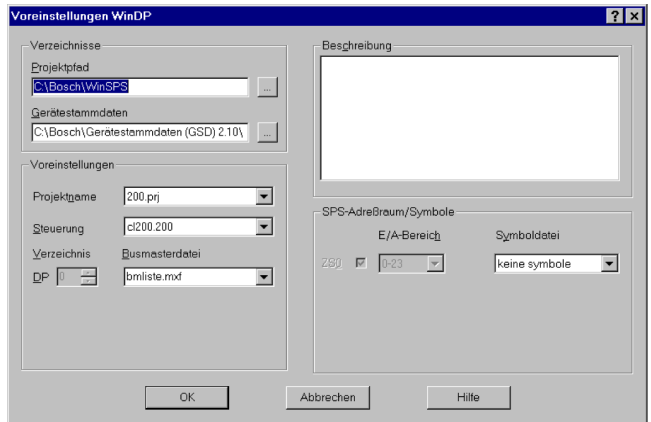 Voreinstellungen WinDP
Verzeichnisse
Projektpfad
C:\Bosch\WinSPS
...
Gerätestammdaten
C:\Bosch\Gerätestammdaten (GSD) 2.10\
...
Voreinstellungen
Projektname
200.prj
Steuerung
cl200.200
Verzeichnis
Busmasterdatei
DP
0
bmliste.mxf
Beschreibung
SPS-Adreßraum/Symbole
E/A-Bereich
Symboldatei
ZS0
0-23
keine symbole
OK
Abbrechen
Hilfe